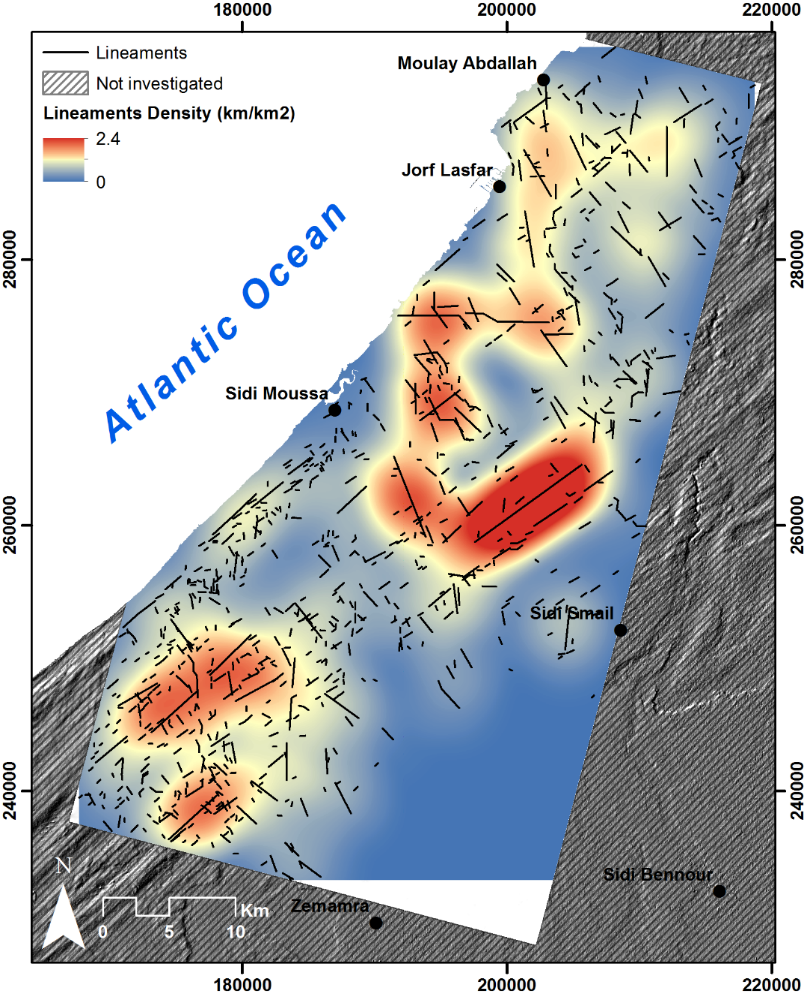 180000
200000
220000
Lineaments
Not investigated
Lineaments Density (km/km2)
2.4
0
Moulay Abdallah
Jorf Lasfar
280000
280000
Atlantic Ocean
Sidi Moussa
260000
260000
Sidi Smail
240000
240000
Sidi Bennour
N
Km
0
5
10
Zemamra
180000
200000
220000